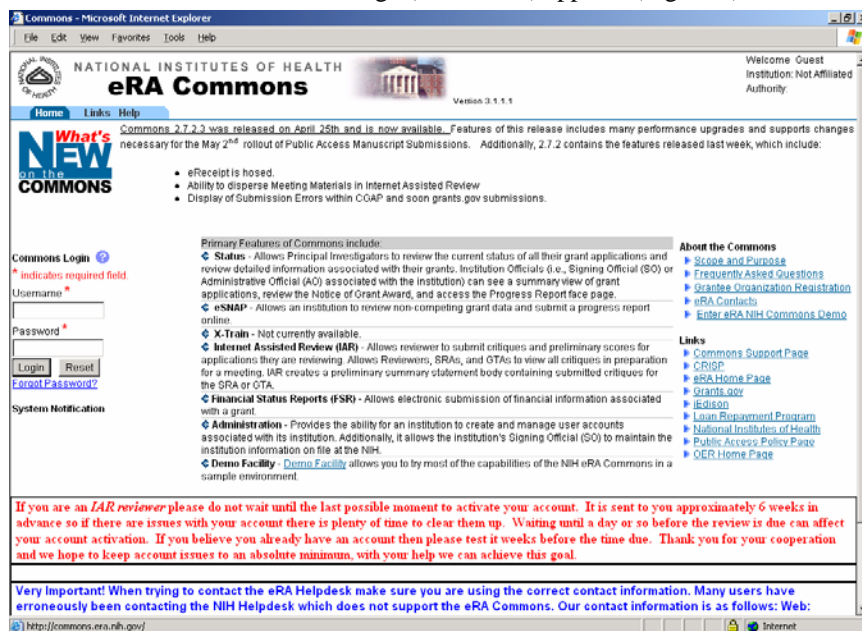 Commons - Microsoft Internet Explorer
File Edit View Favorites Tools Help
NATIONAL INSTITUTES OF HEALTH
eRA Commons
Version 3.1.1.1
Welcome Guest
Institution: Not Affiliated
Authority:
Home Links Help
What's
NEW
on the
COMMONS
Commons 2.7.2.3 was released on April 25th and is now available. Features of this release includes many performance upgrades and supports changes
necessary for the May 2nd rollout of Public Access Manuscript Submissions. Additionally, 2.7.2 contains the features released last week, which include:
eReceipt is hosed.
Ability to disperse Meeting Materials in Internet Assisted Review
Display of Submission Errors within CGAP and soon grants.gov submissions.
Commons Login
* indicates required field.
Username *
Password *
Login Reset
Forgot Password?
System Notification
Primary Features of Commons include:
Status - Allows Principal Investigators to review the current status of all their grant applications and
review detailed information associated with their grants. Institution Officials (i.e., Signing Official (SO) or
Administrative Official (AO) associated with the institution) can see a summary view of grant
applications, review the Notice of Grant Award, and access the Progress Report face page.
eSNAP - Allows an institution to review non-competing grant data and submit a progress report
online.
X-Train - Not currently available.
Internet Assisted Review (IAR) - Allows reviewers to submit critiques and preliminary scores for
applications they are reviewing. Allows Reviewers, SRAs, and GTAs to view all critiques in preparation
for a meeting. IAR creates a preliminary summary statement body containing submitted critiques for
the SRA or GTA.
Financial Status Reports (FSR) - Allows electronic submission of financial information associated
with a grant.
Administration - Provides the ability for an institution to create and manage user accounts
associated with its institution. Additionally, it allows the institution's Signing Official (SO) to maintain the
institution information on file at the NIH.
Demo Facility - Demo Facility allows you to try most of the capabilities of the NIH eRA Commons in a
sample environment.
About the Commons
Scope and Purpose
Frequently Asked Questions
Grantee Organization Registration
eRA Contacts
Enter eRA NIH Commons Demo
Links
Commons Support Page
CRISP
eRA Home Page
Grants.gov
iEdison
Loan Repayment Program
National Institutes of Health
Public Access Policy Page
OER Home Page
If you are an IAR reviewer please do not wait until the last possible moment to activate your account. It is sent to you approximately 6 weeks in
advance so if there are issues with your account there is plenty of time to clear them up. Waiting until a day or so before the review is due can affect
your account activation. If you believe you already have an account then please test it weeks before the time due. Thank you for your cooperation
and we hope to keep account issues to an absolute minimum, with your help we can achieve this goal.
Very Important! When trying to contact the eRA Helpdesk make sure you are using the correct contact information. Many users have
erroneously been contacting the NIH Helpdesk which does not support the eRA Commons. Our contact information is as follows: Web:
http://commons.era.nih.gov/
Internet